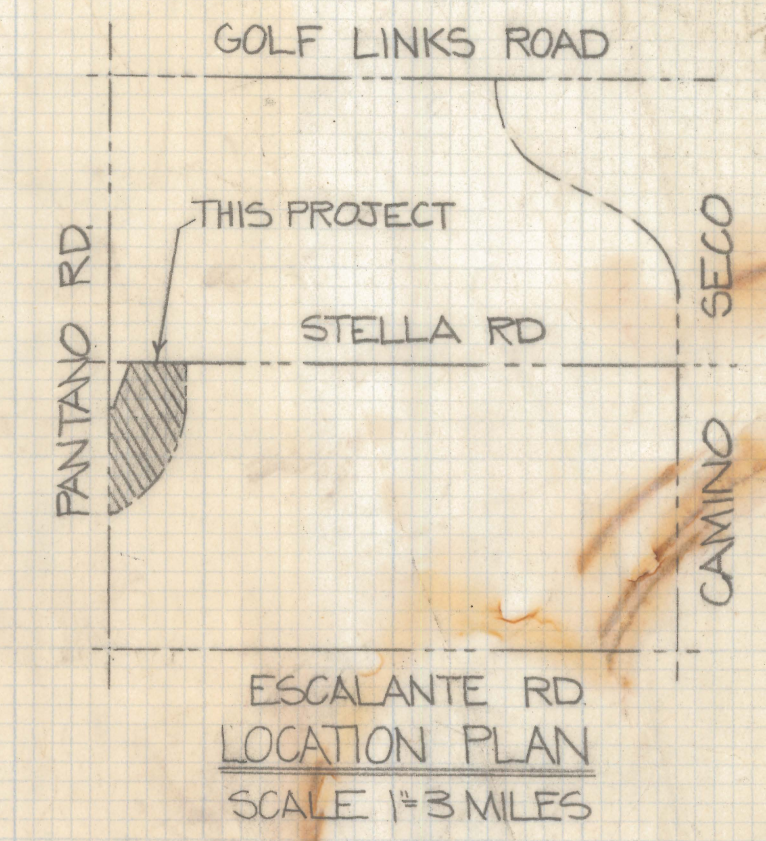 GOLF LINKS ROAD
THIS PROJECT
PANTANO RD.
STELLA RD
CAMINO SECO
ESCALANTE RD
LOCATION PLAN
SCALE 1"=3 MILES